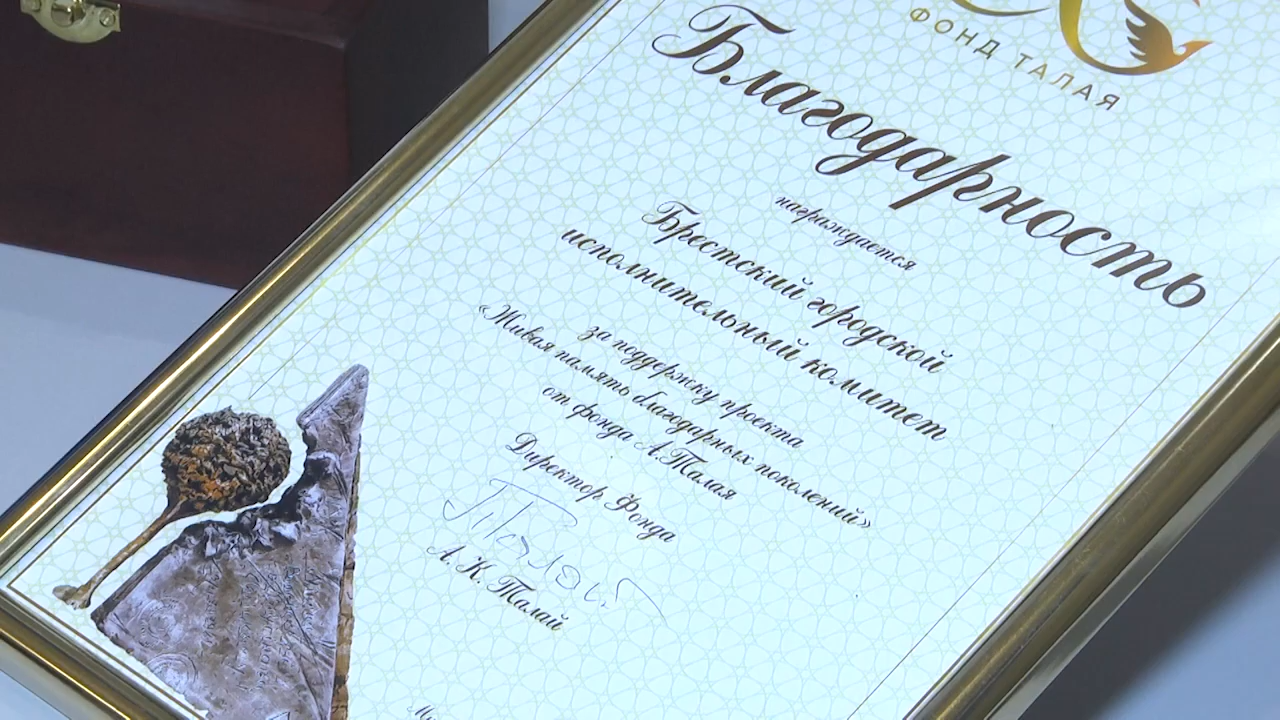 ФОНД ТАЛАЯ
Благодарность
награждается
Брестский городской
исполнительный комитет
за поддержку проекта
«Живая память благодарных поколений»
от фонда А.Талая
Директор Фонда
А. К. Талай